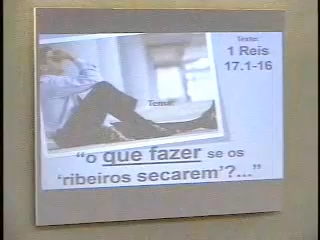 Texto:
1 Reis
17.1-16
Tema:
“o que fazer se os
‘ribeiros secarem’?...”